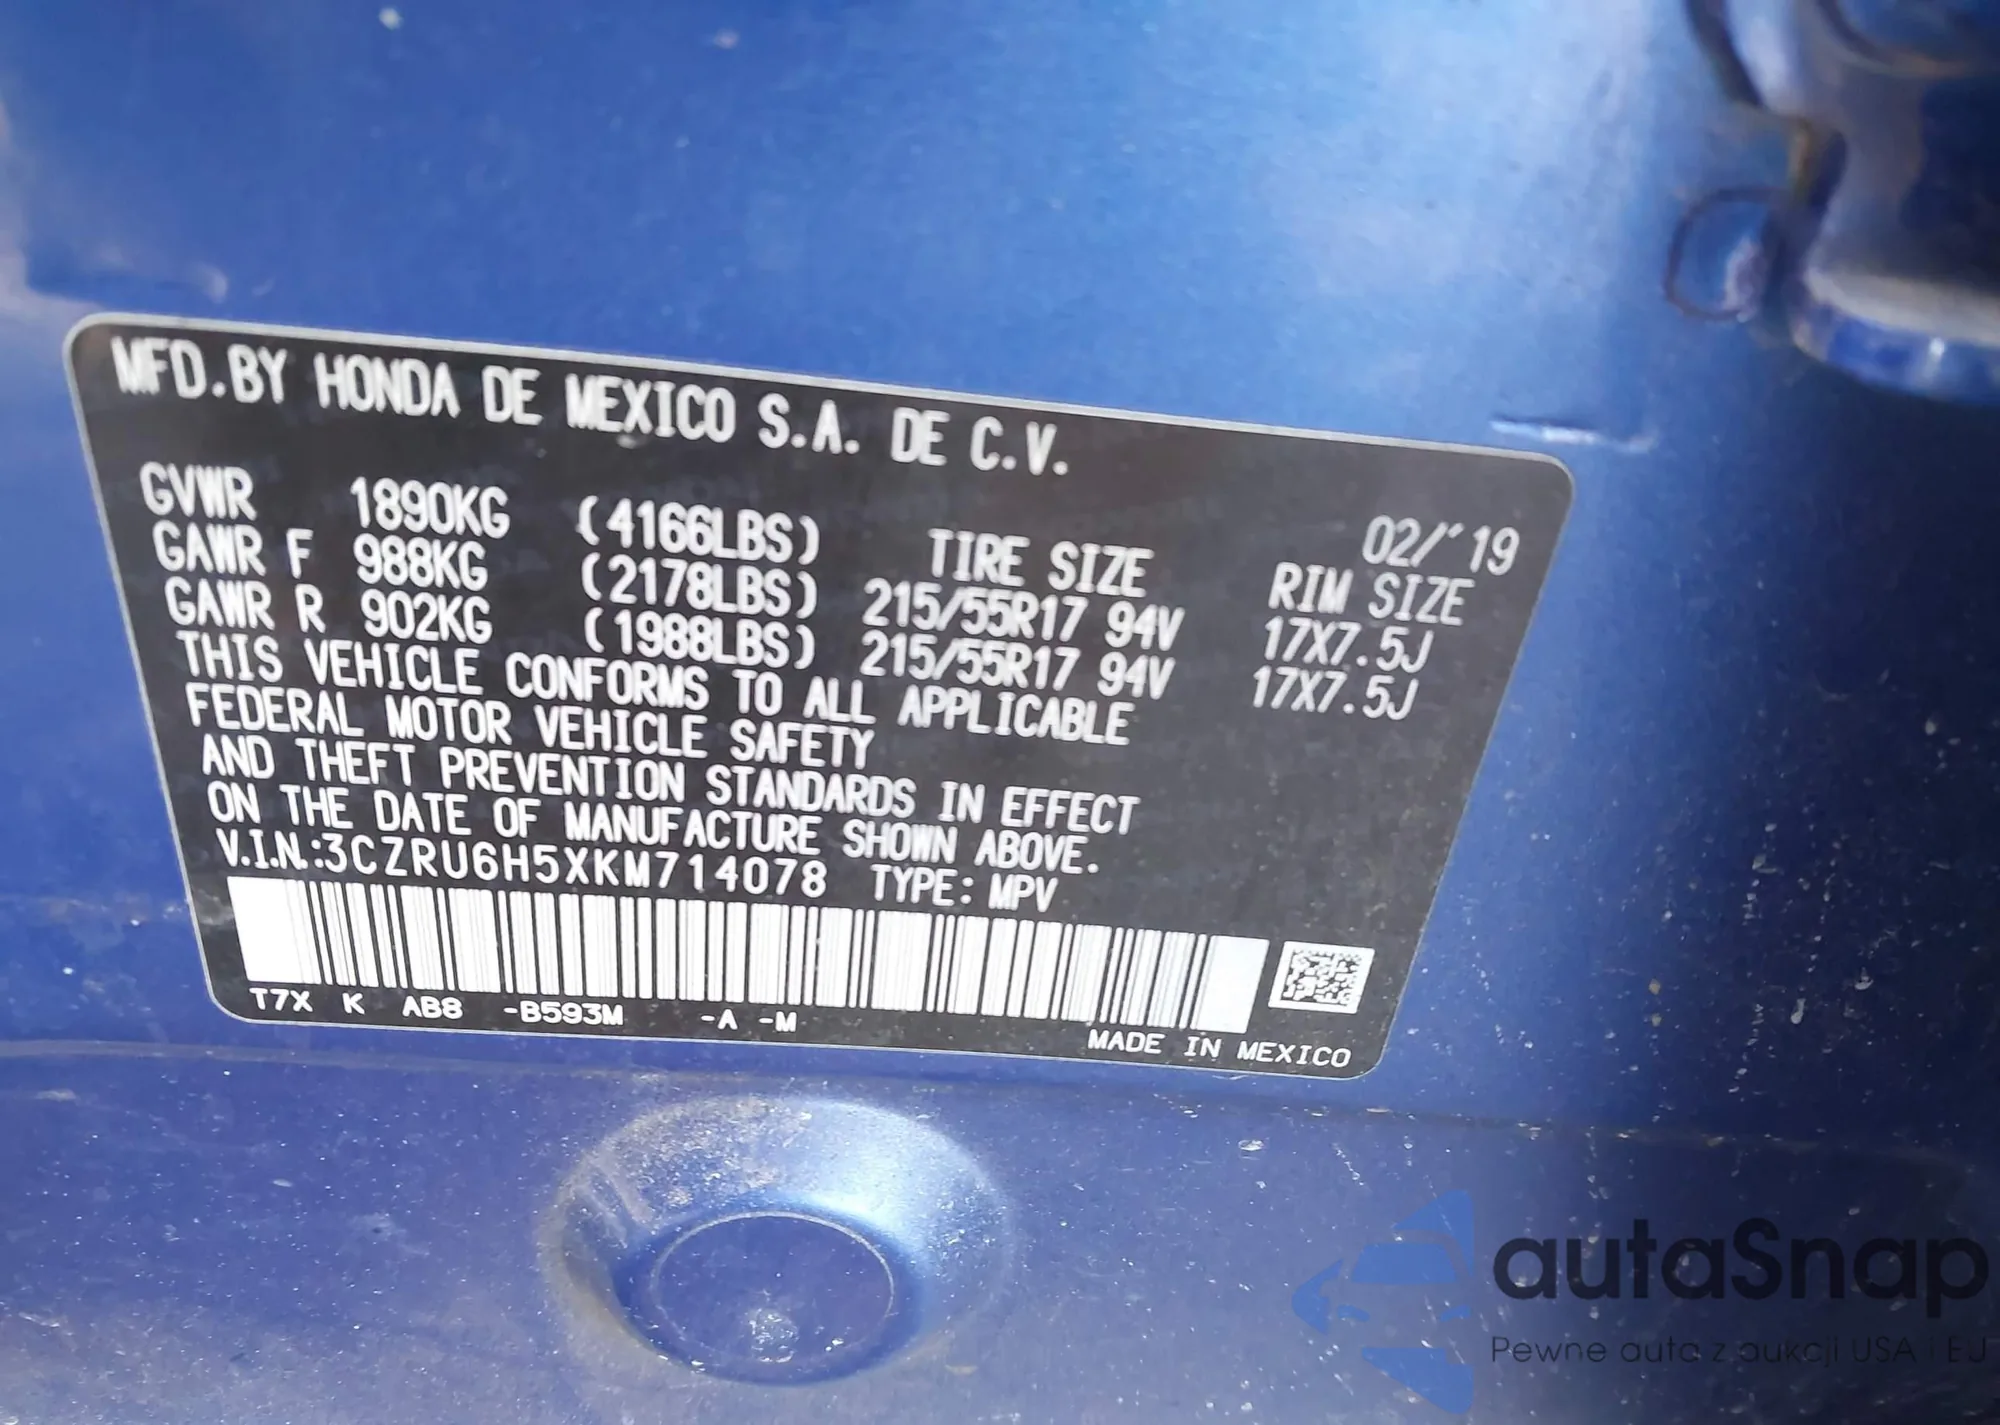 MFD.BY HONDA DE MEXICO S.A. DE C.V.
02/'19
GVWR 1890KG (4166LBS) TIRE SIZE RIM SIZE
GAWR F 988KG (2178LBS) 215/55R17 94V 17X7.5J
GAWR R 902KG (1988LBS) 215/55R17 94V 17X7.5J
THIS VEHICLE CONFORMS TO ALL APPLICABLE
FEDERAL MOTOR VEHICLE SAFETY
AND THEFT PREVENTION STANDARDS IN EFFECT
ON THE DATE OF MANUFACTURE SHOWN ABOVE.
V.I.N.:3CZRU6H5XKM714078 TYPE: MPV
T7X K AB8 -B593M -A -M
MADE IN MEXICO
autaSnap
Pewne auta z aukcji USA i EU